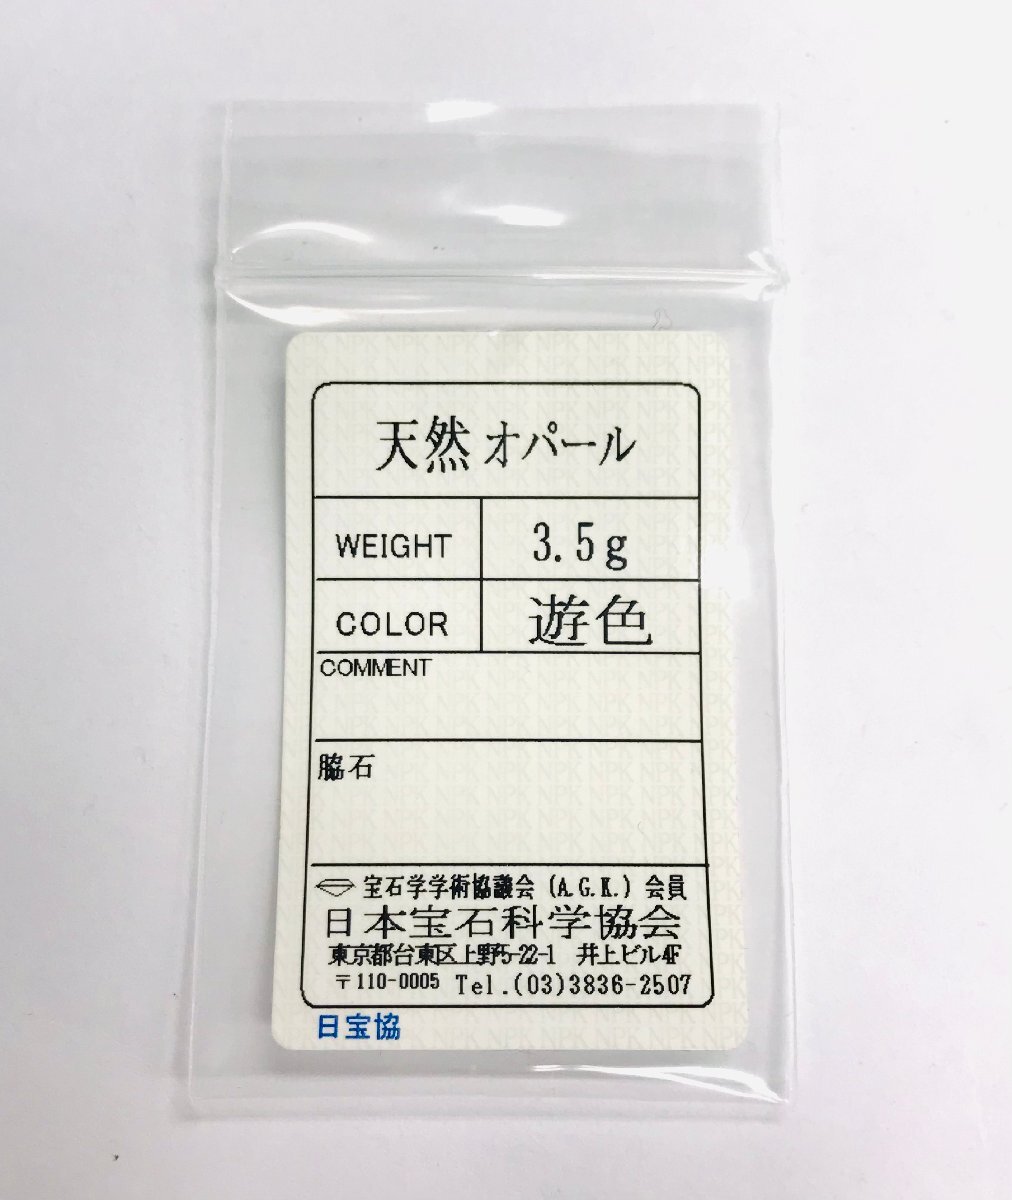 天然 オパール
WEIGHT 3.5g
COLOR 遊色
COMMENT
脇石
宝石学学術協議会 (A.G.K.) 会員
日本宝石科学協会
東京都台東区上野5-22-1 井上ビル4F
〒110-0005 Tel.(03)3836-2507
日宝協